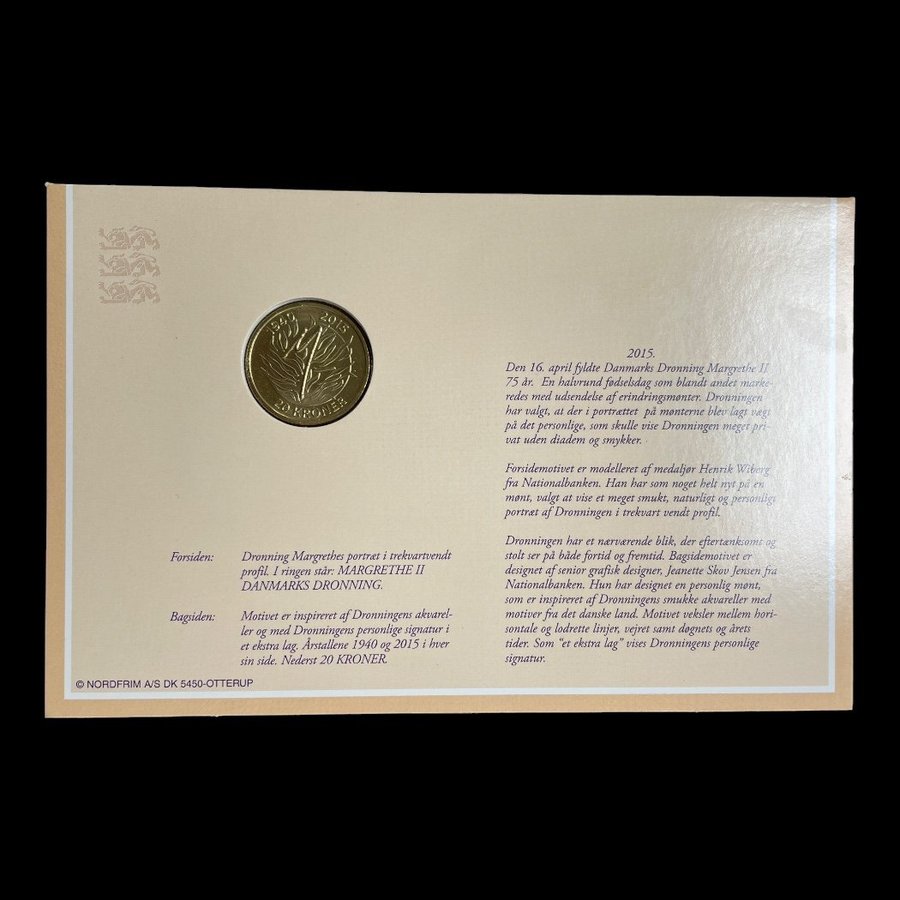 1940 2015
20 KRONER
Forsiden: Dronning Margrethes portræt i trekvartvendt
profil. I ringen står: MARGRETHE II
DANMARKS DRONNING.
Bagsiden: Motivet er inspireret af Dronningens akvarel-
ler og med Dronningens personlige signatur i
et ekstra lag. Årstallene 1940 og 2015 i hver
sin side. Nederst 20 KRONER.
© NORDFRIM A/S DK 5450-OTTERUP
2015.
Den 16. april fyldte Danmarks Dronning Margrethe II
75 år. En halvrund fødselsdag som blandt andet marke-
redes med udsendelse af erindringsmønter. Dronningen
har valgt, at der i portrættet på mønterne blev lagt vægt
på det personlige, som skulle vise Dronningen meget pri-
vat uden diadem og smykker.
Forsidemotivet er modelleret af medaljør Henrik Wiberg
fra Nationalbanken. Han har som noget helt nyt på en
mønt, valgt at vise et meget smukt, naturligt og personligt
portræt af Dronningen i trekvart vendt profil.
Dronningen har et nærværende blik, der eftertænksomt og
stolt ser på både fortid og fremtid. Bagsidemotivet er
designet af senior grafisk designer, Jeanette Skov Jensen fra
Nationalbanken. Hun har designet en personlig mønt,
som er inspireret af Dronningens smukke akvareller med
motiver fra det danske land. Motivet veksler mellem hori-
sontale og lodrette linjer, vejret samt døgnets og årets
tider. Som "et ekstra lag" vises Dronningens personlige
signatur.